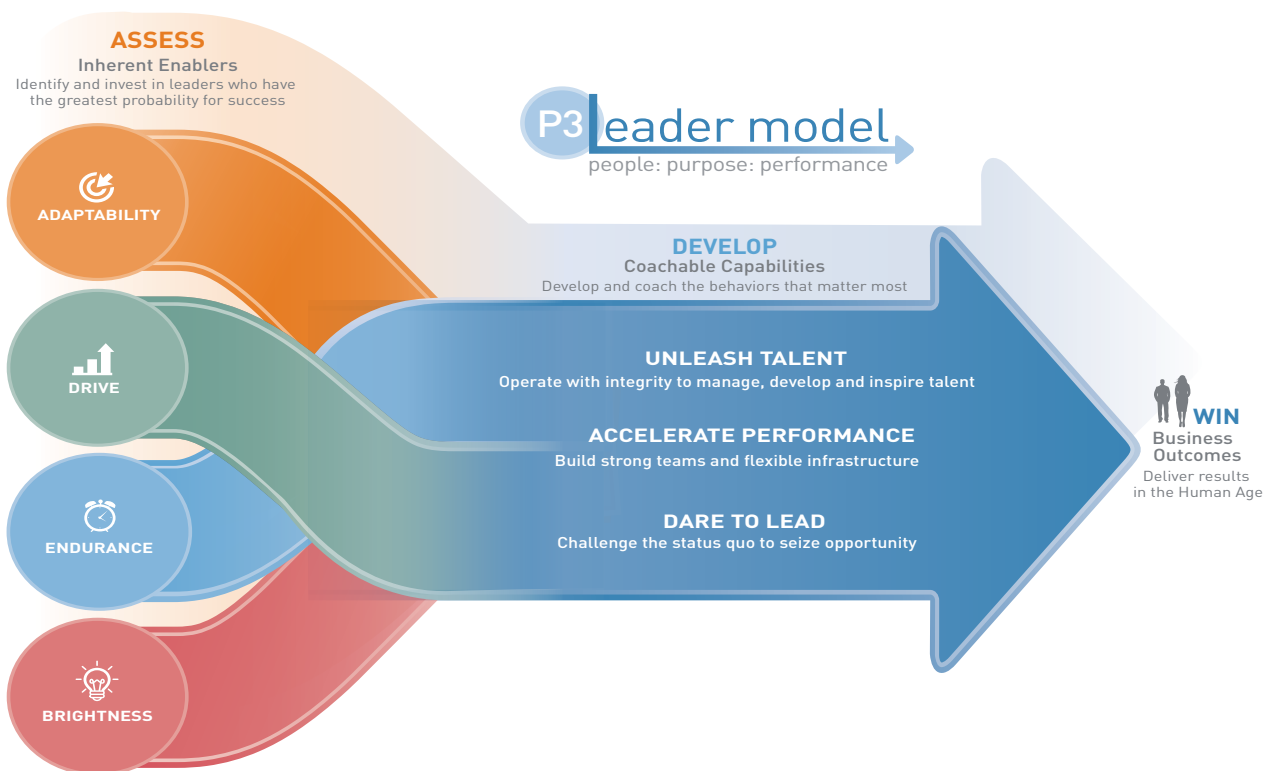 ASSESS
Inherent Enablers
Identify and invest in leaders who have
the greatest probability for success
ADAPTABILITY
DRIVE
ENDURANCE
BRIGHTNESS
P3 Leader model
people: purpose: performance
DEVELOP
Coachable Capabilities
Develop and coach the behaviors that matter most
UNLEASH TALENT
Operate with integrity to manage, develop and inspire talent
ACCELERATE PERFORMANCE
Build strong teams and flexible infrastructure
DARE TO LEAD
Challenge the status quo to seize opportunity
WIN
Business
Outcomes
Deliver results
in the Human Age